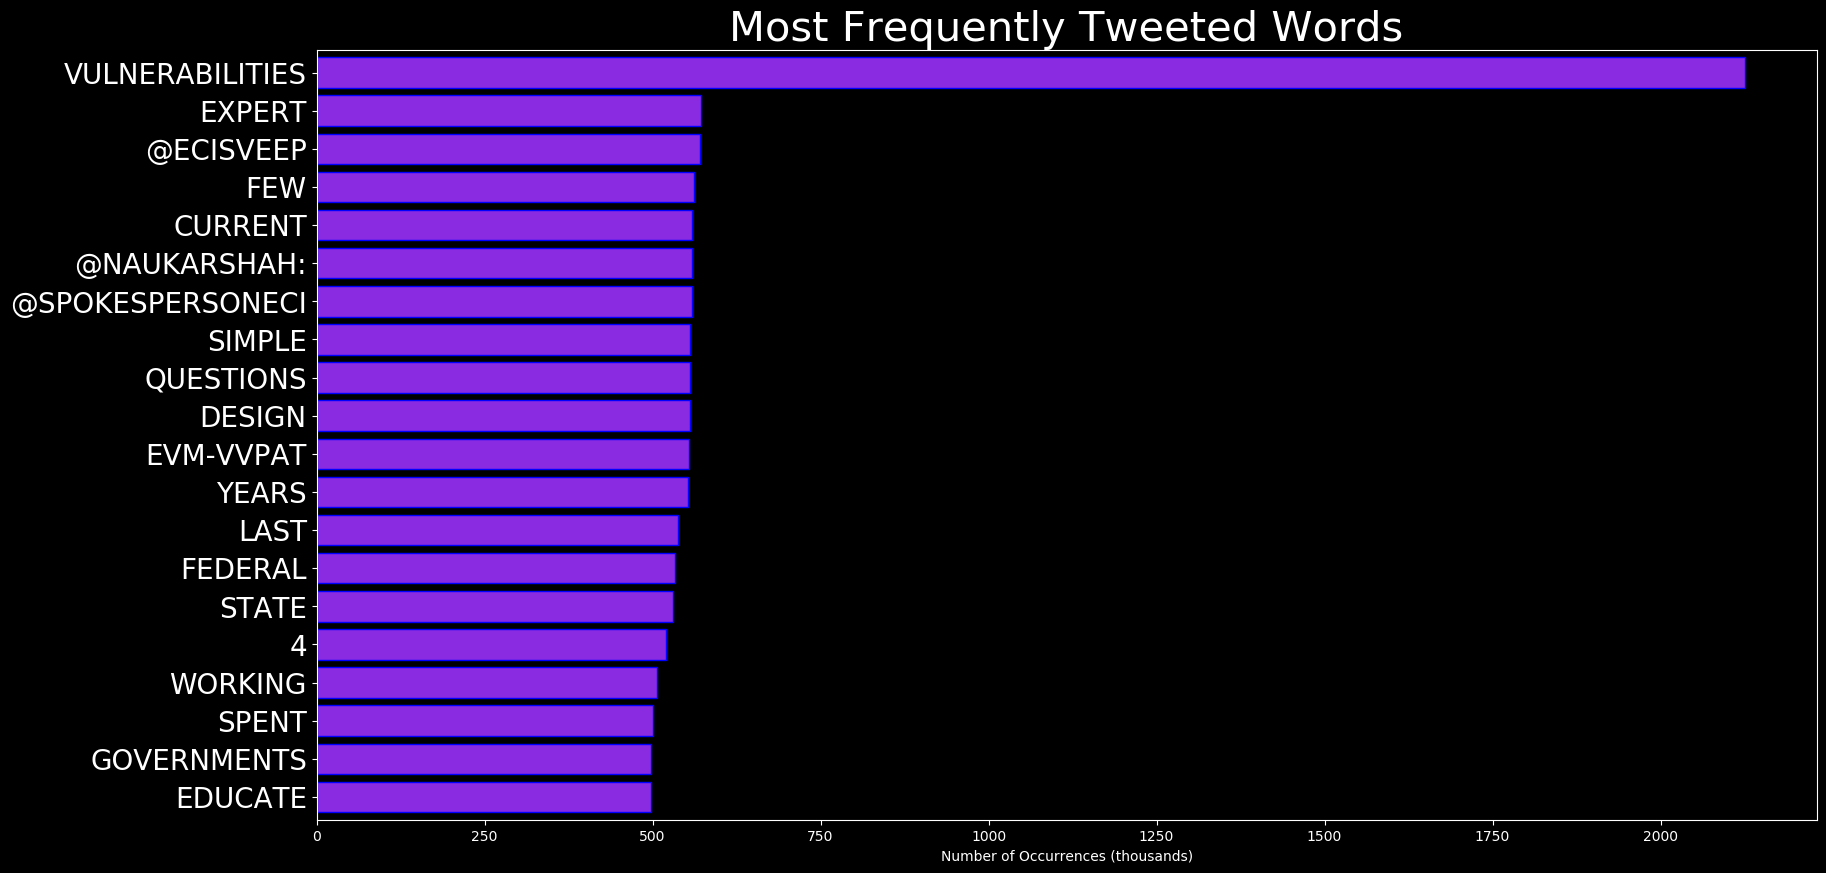 Most Frequently Tweeted Words
VULNERABILITIES
EXPERT
@ECISVEEP
FEW
CURRENT
@NAUKARSHAH:
@SPOKESPERSONECI
SIMPLE
QUESTIONS
DESIGN
EVM-VVPAT
YEARS
LAST
FEDERAL
STATE
4
WORKING
SPENT
GOVERNMENTS
EDUCATE
0 250 500 750 1000 1250 1500 1750 2000
Number of Occurrences (thousands)